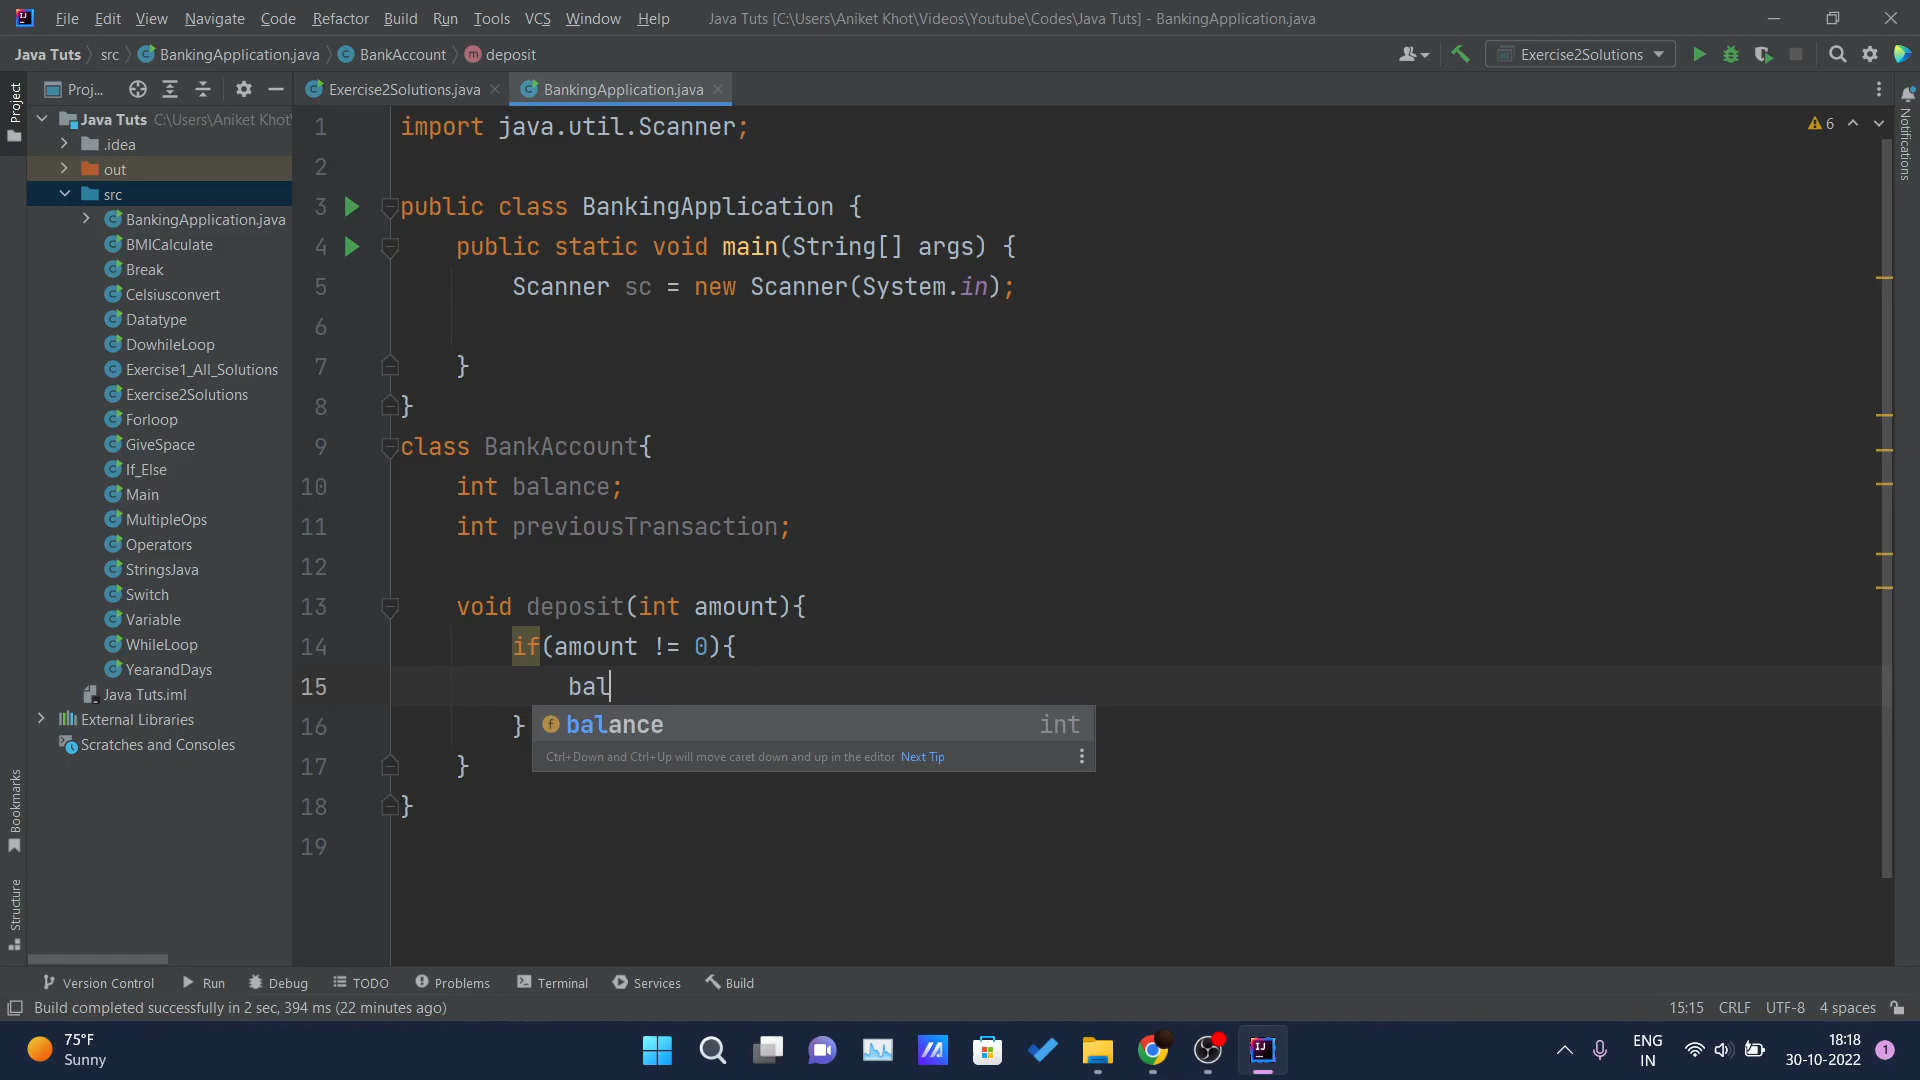 File Edit View Navigate Code Refactor Build Run Tools VCS Window Help Java Tuts [C:\Users\Aniket Khot\Videos\Youtube\Codes\Java Tuts] - BankingApplication.java
Java Tuts src BankingApplication.java BankAccount deposit Exercise2Solutions
Proj... Exercise2Solutions.java BankingApplication.java
Project
Java Tuts C:\Users\Aniket Khot\
.idea
out
src
BankingApplication.java
BMICalculate
Break
Celsiusconvert
Datatype
DowhileLoop
Exercise1_All_Solutions
Exercise2Solutions
Forloop
GiveSpace
If_Else
Main
MultipleOps
Operators
StringsJava
Switch
Variable
WhileLoop
YearandDays
Java Tuts.iml
External Libraries
Scratches and Consoles
Bookmarks
Structure
1 import java.util.Scanner;
2
3 public class BankingApplication {
4 public static void main(String[] args) {
5 Scanner sc = new Scanner(System.in);
6
7 }
8 }
9 class BankAccount{
10 int balance;
11 int previousTransaction;
12
13 void deposit(int amount){
14 if(amount != 0){
15 bal
16 }
17 }
18 }
19
balance int
Ctrl+Down and Ctrl+Up will move caret down and up in the editor Next Tip
6
Notifications
Version Control Run Debug TODO Problems Terminal Services Build
Build completed successfully in 2 sec, 394 ms (22 minutes ago) 15:15 CRLF UTF-8 4 spaces
75°F
Sunny
ENG
IN
18:18
30-10-2022
1